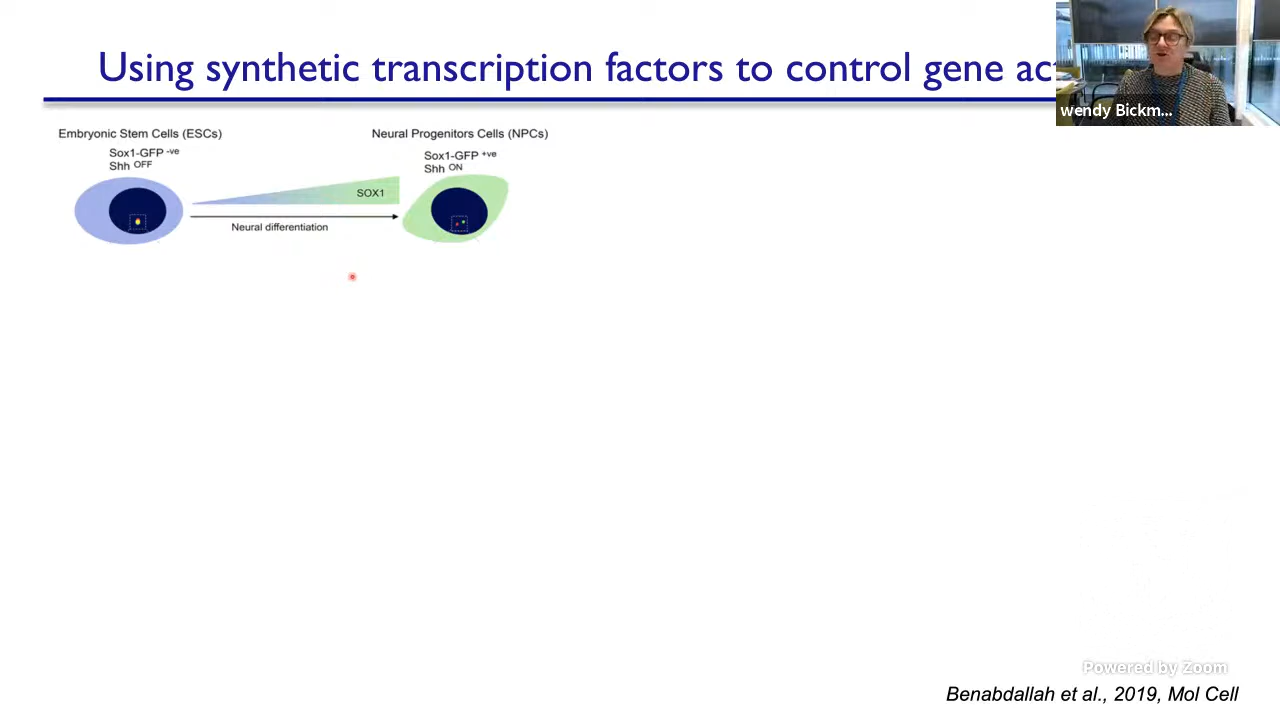 Using synthetic transcription factors to control gene ac
wendy Bickm...
Embryonic Stem Cells (ESCs)
Sox1-GFP -ve
Shh OFF
Neural Progenitors Cells (NPCs)
Sox1-GFP +ve
Shh ON
SOX1
Neural differentiation
Powered by Zoom
Benabdallah et al., 2019, Mol Cell